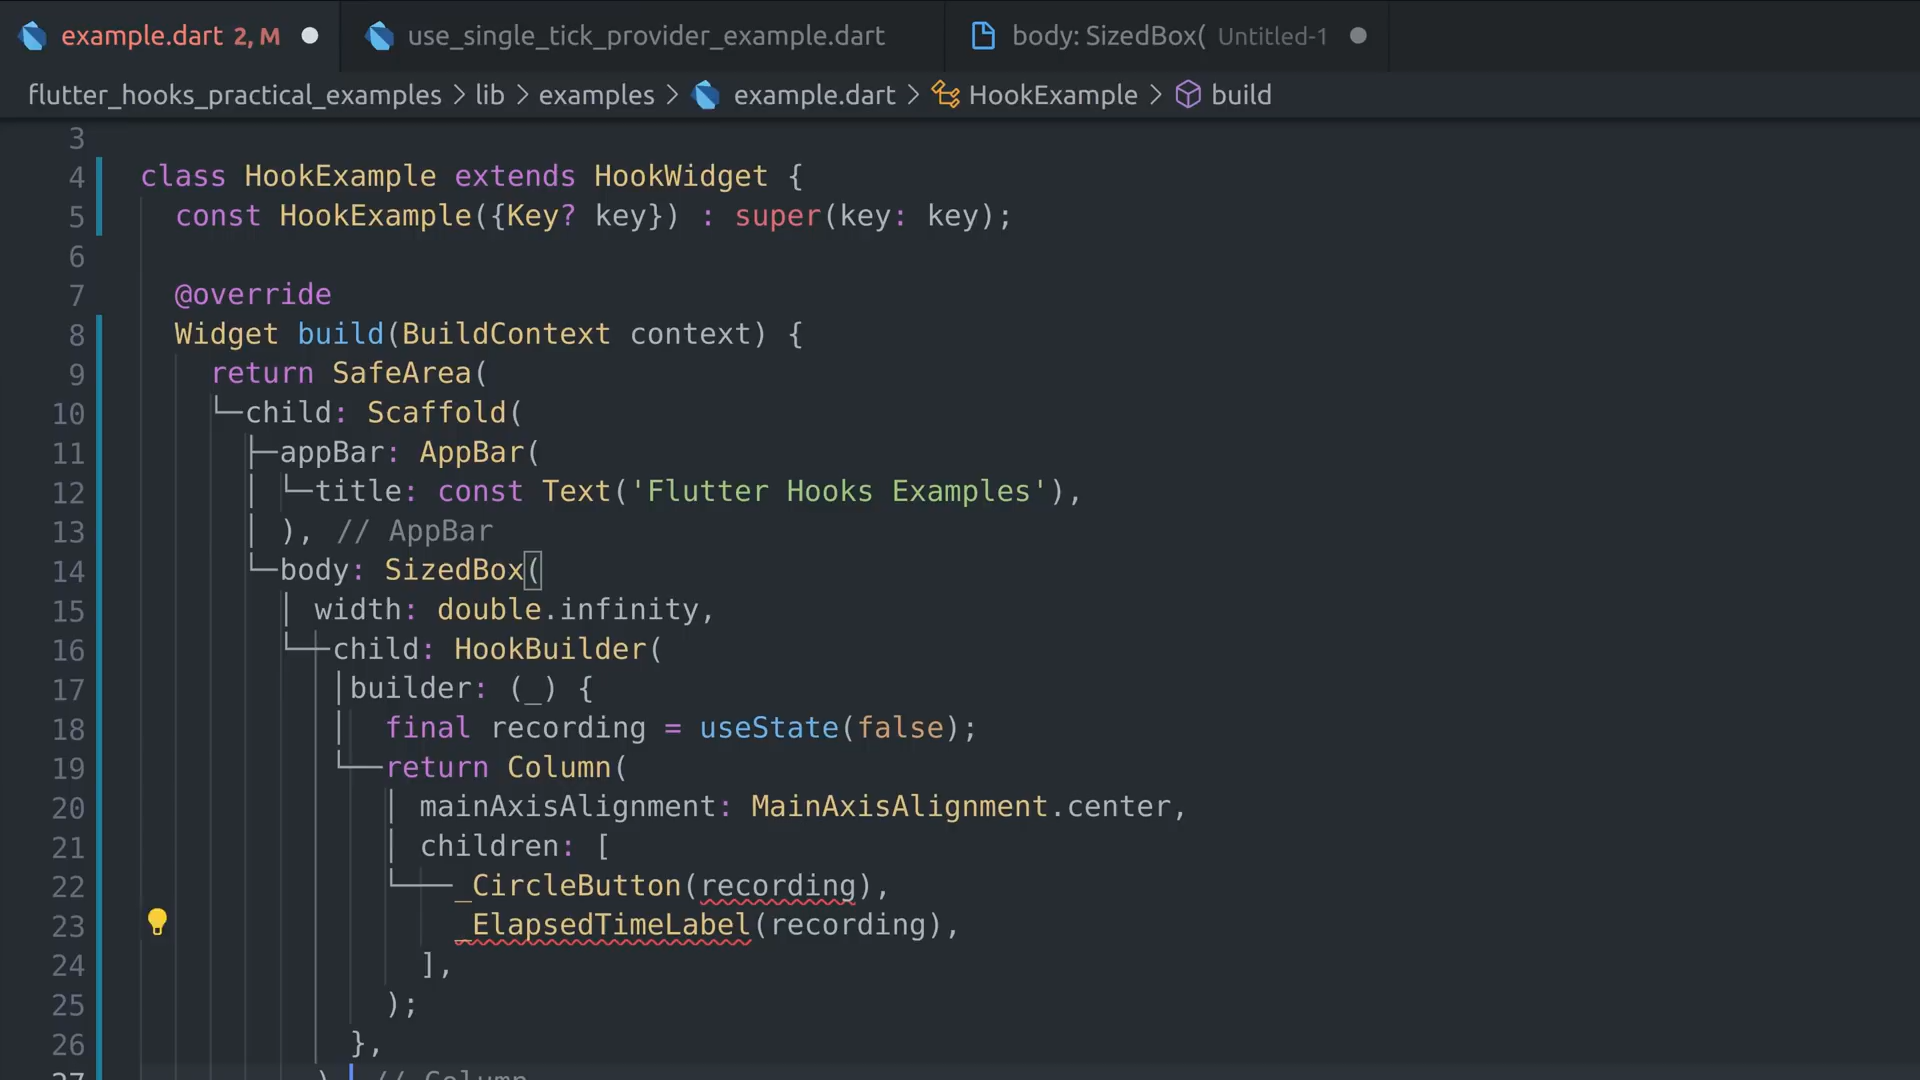 example.dart 2, M use_single_tick_provider_example.dart body: SizedBox( Untitled-1
flutter_hooks_practical_examples > lib > examples > example.dart > HookExample > build
3
4 class HookExample extends HookWidget {
5 const HookExample({Key? key}) : super(key: key);
6
7 @override
8 Widget build(BuildContext context) {
9 return SafeArea(
10 child: Scaffold(
11 appBar: AppBar(
12 title: const Text('Flutter Hooks Examples'),
13 ), // AppBar
14 body: SizedBox(
15 width: double.infinity,
16 child: HookBuilder(
17 builder: (_) {
18 final recording = useState(false);
19 return Column(
20 mainAxisAlignment: MainAxisAlignment.center,
21 children: [
22 _CircleButton(recording),
23 _ElapsedTimeLabel(recording),
24 ],
25 );
26 },
27 ) // Column